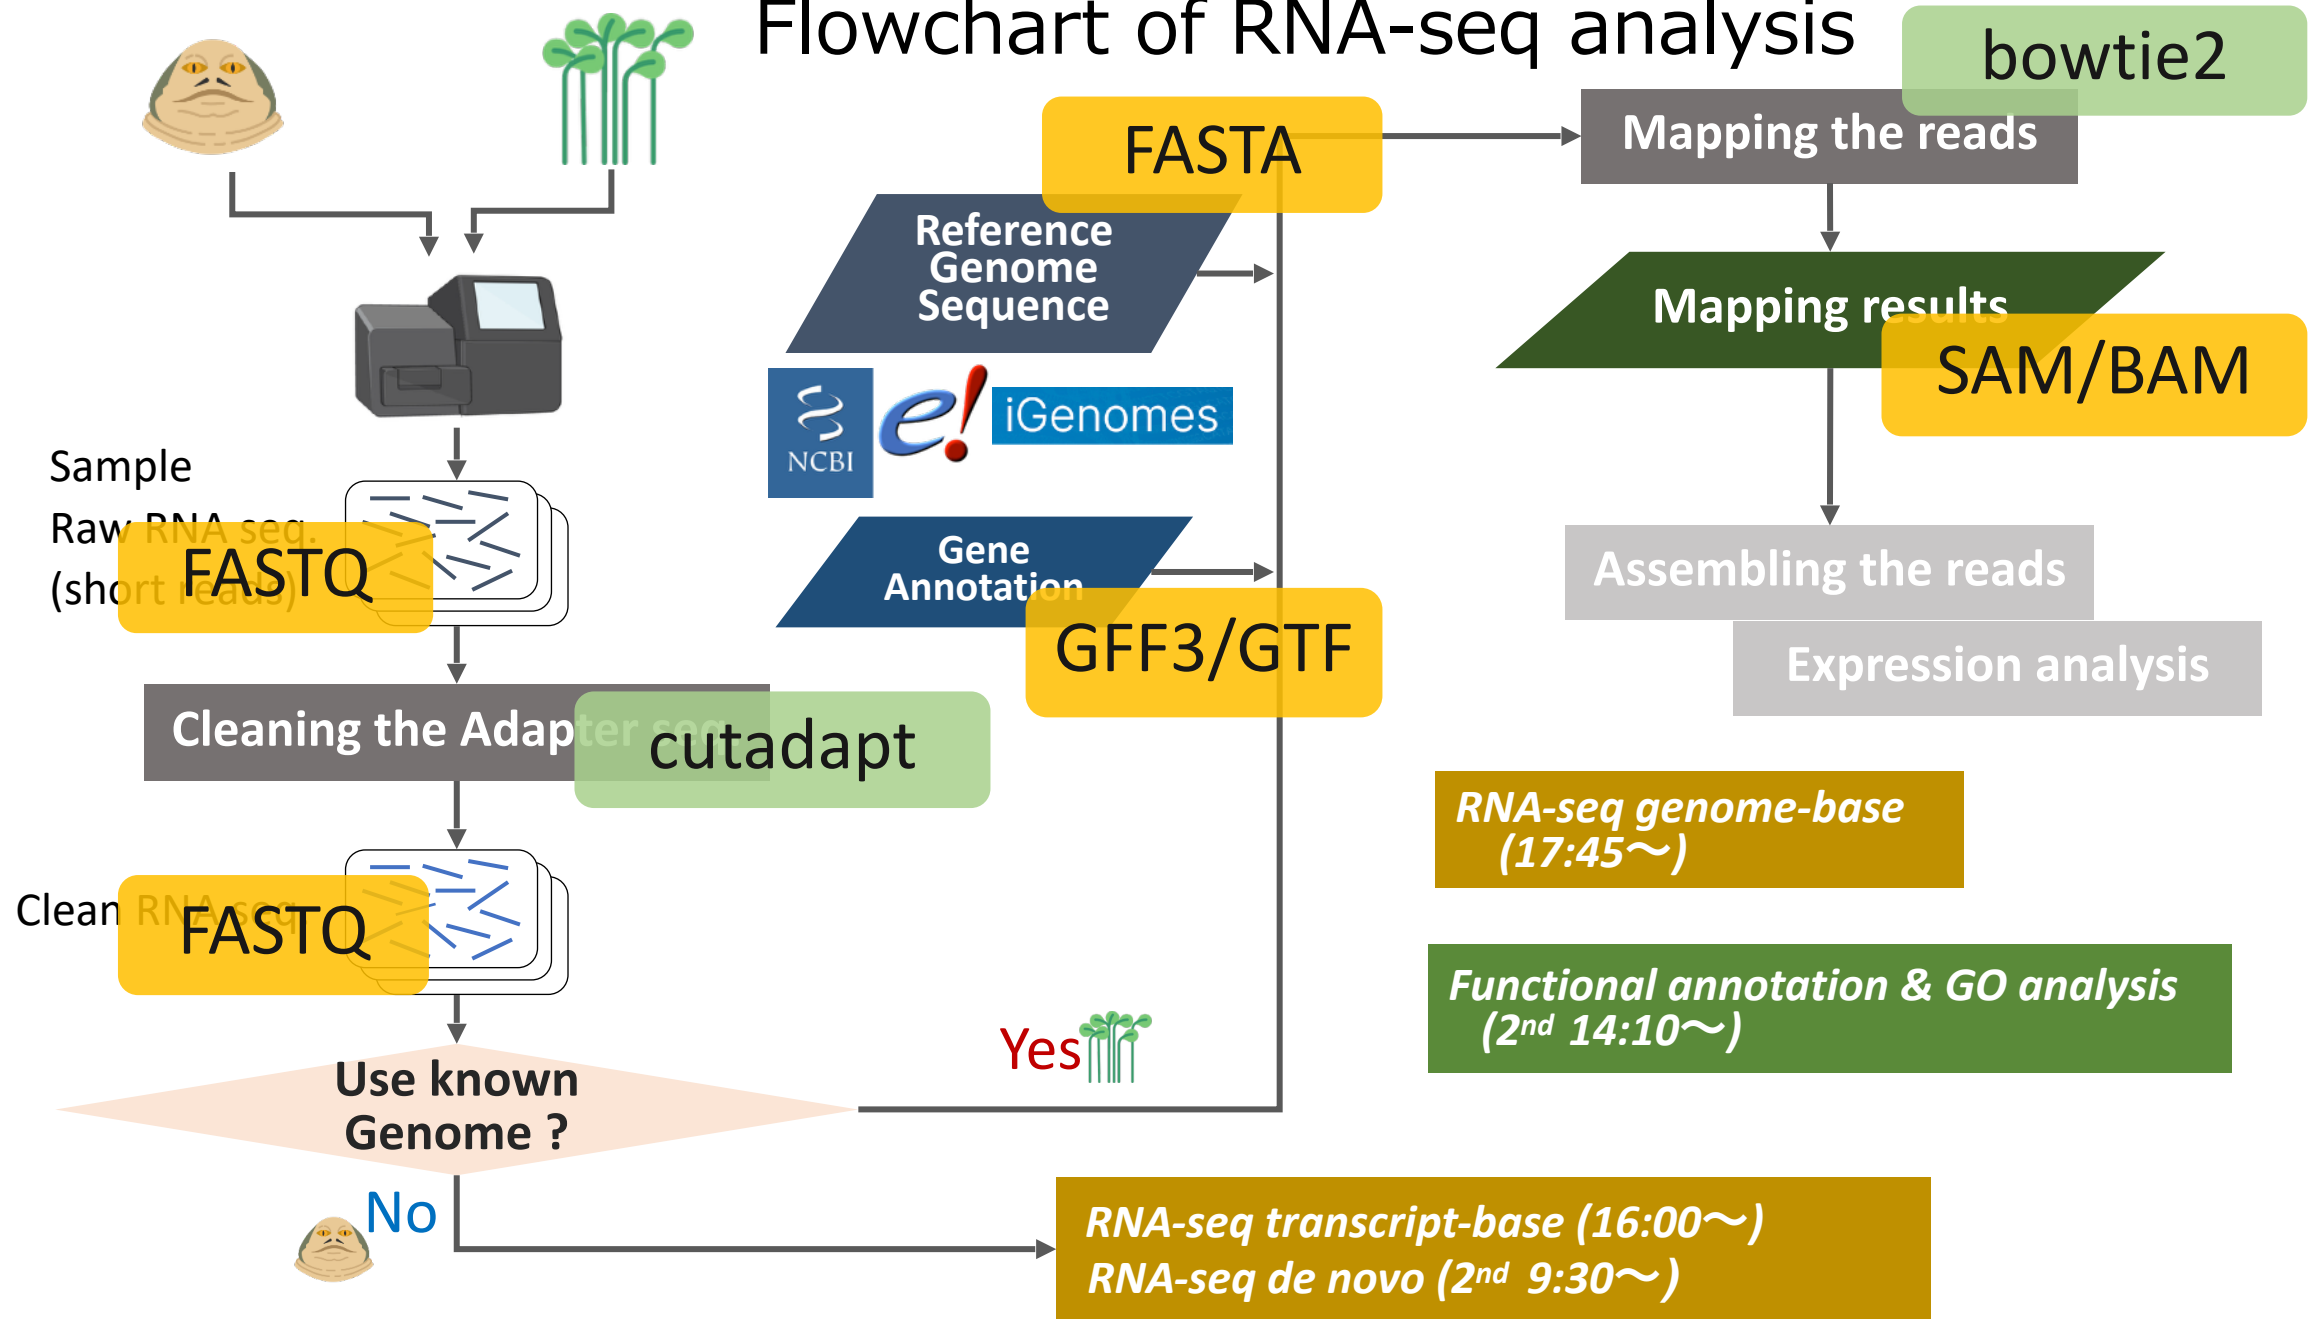 Flowchart of RNA-seq analysis
bowtie2
FASTA
Mapping the reads
Reference
Genome
Sequence
Mapping results
SAM/BAM
NCBI
e!
iGenomes
Sample
Raw RNA seq.
(short reads)
FASTQ
Gene
Annotation
GFF3/GTF
Assembling the reads
Expression analysis
Cleaning the Adapter seq.
cutadapt
RNA-seq genome-base
(17:45〜)
Clean RNA seq
FASTQ
Functional annotation & GO analysis
(2nd 14:10〜)
Use known
Genome ?
Yes
No
RNA-seq transcript-base (16:00〜)
RNA-seq de novo (2nd 9:30〜)